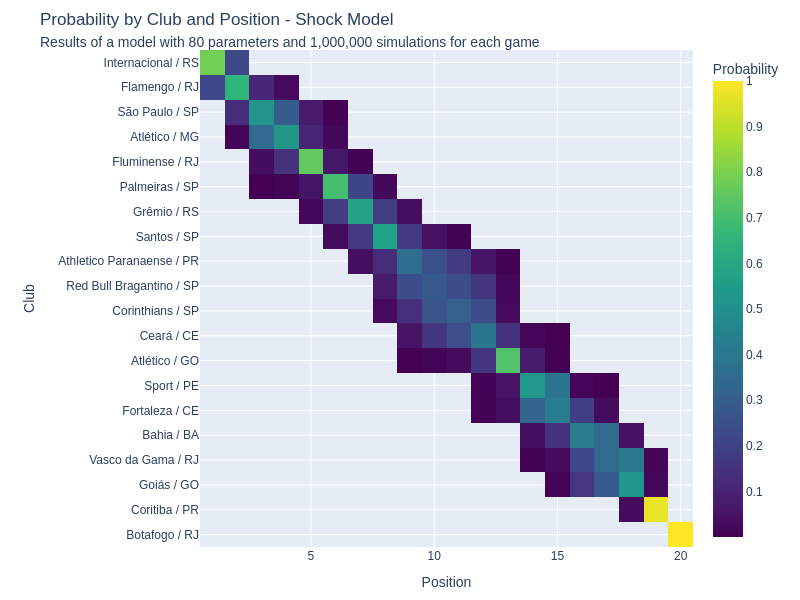 Probability by Club and Position - Shock Model
Results of a model with 80 parameters and 1,000,000 simulations for each game
Internacional / RS
Flamengo / RJ
São Paulo / SP
Atlético / MG
Fluminense / RJ
Palmeiras / SP
Grêmio / RS
Santos / SP
Athletico Paranaense / PR
Red Bull Bragantino / SP
Corinthians / SP
Ceará / CE
Atlético / GO
Sport / PE
Fortaleza / CE
Bahia / BA
Vasco da Gama / RJ
Goiás / GO
Coritiba / PR
Botafogo / RJ
Club
5
10
15
20
Position
Probability
1
0.9
0.8
0.7
0.6
0.5
0.4
0.3
0.2
0.1